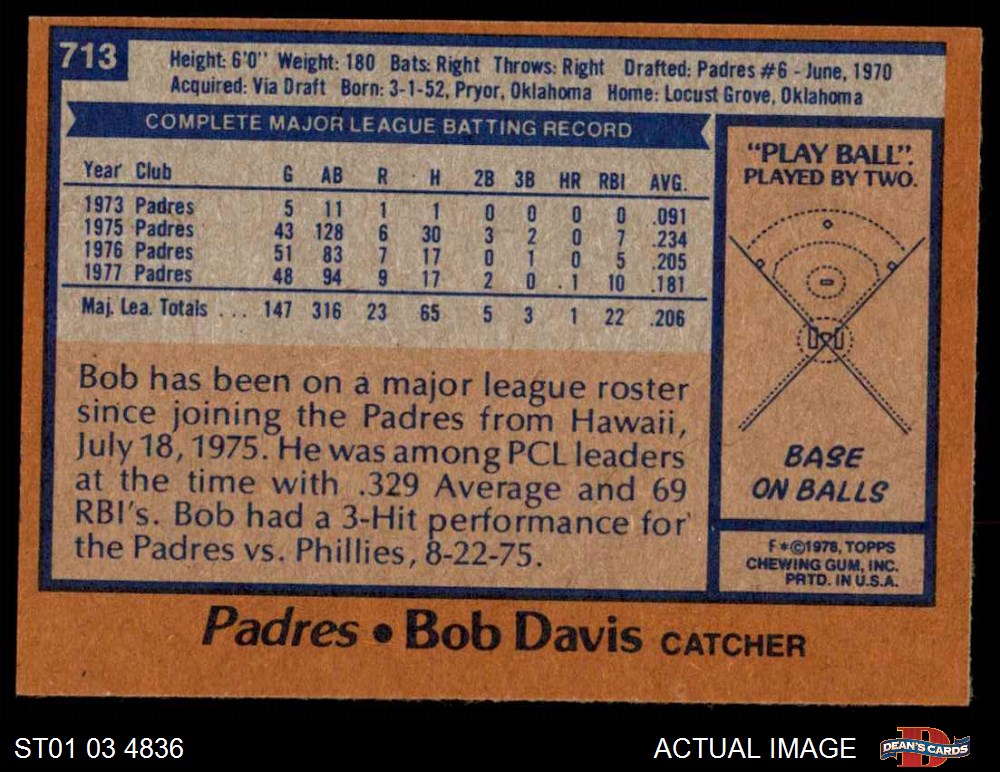 713
Height: 6'0" Weight: 180 Bats: Right Throws: Right Drafted: Padres #6 - June, 1970
Acquired: Via Draft Born: 3-1-52, Pryor, Oklahoma Home: Locust Grove, Oklahoma
COMPLETE MAJOR LEAGUE BATTING RECORD
Year Club G AB R H 2B 3B HR RBI AVG.
1973 Padres 5 11 1 1 0 0 0 0 .091
1975 Padres 43 128 6 30 3 2 0 7 .234
1976 Padres 51 83 7 17 0 1 0 5 .205
1977 Padres 48 94 9 17 2 0 1 10 .181
Maj. Lea. Totals ... 147 316 23 65 5 3 1 22 .206
Bob has been on a major league roster
since joining the Padres from Hawaii,
July 18, 1975. He was among PCL leaders
at the time with .329 Average and 69
RBI's. Bob had a 3-Hit performance for
the Padres vs. Phillies, 8-22-75.
"PLAY BALL".
PLAYED BY TWO.
BASE
ON BALLS
F*©1978, TOPPS
CHEWING GUM, INC.
PRTD. IN U.S.A.
Padres • Bob Davis CATCHER
ST01 03 4836
ACTUAL IMAGE
D
DEAN'S CARDS